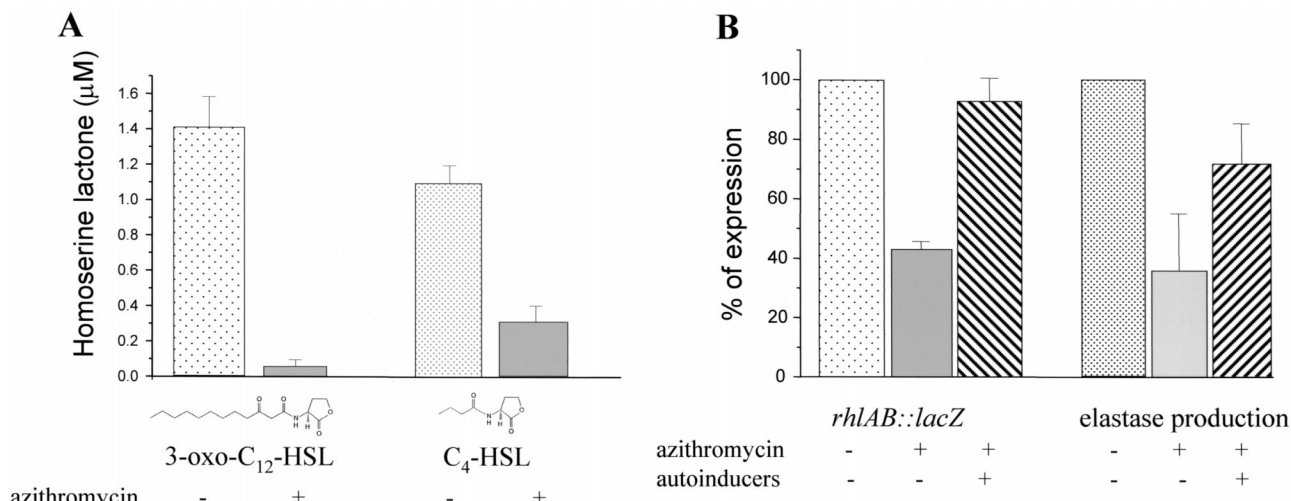 A
Homoserine lactone (μM)
1.6
1.4
1.2
1.0
0.8
0.6
0.4
0.2
0.0
O O
N
H H
O
O
O
N
H H
O
O
3-oxo-C₁₂-HSL C₄-HSL
azithromycin - + - +
B
% of expression
100
80
60
40
20
0
rhlAB::lacZ elastase production
azithromycin - + + - + +
autoinducers - - + - - +